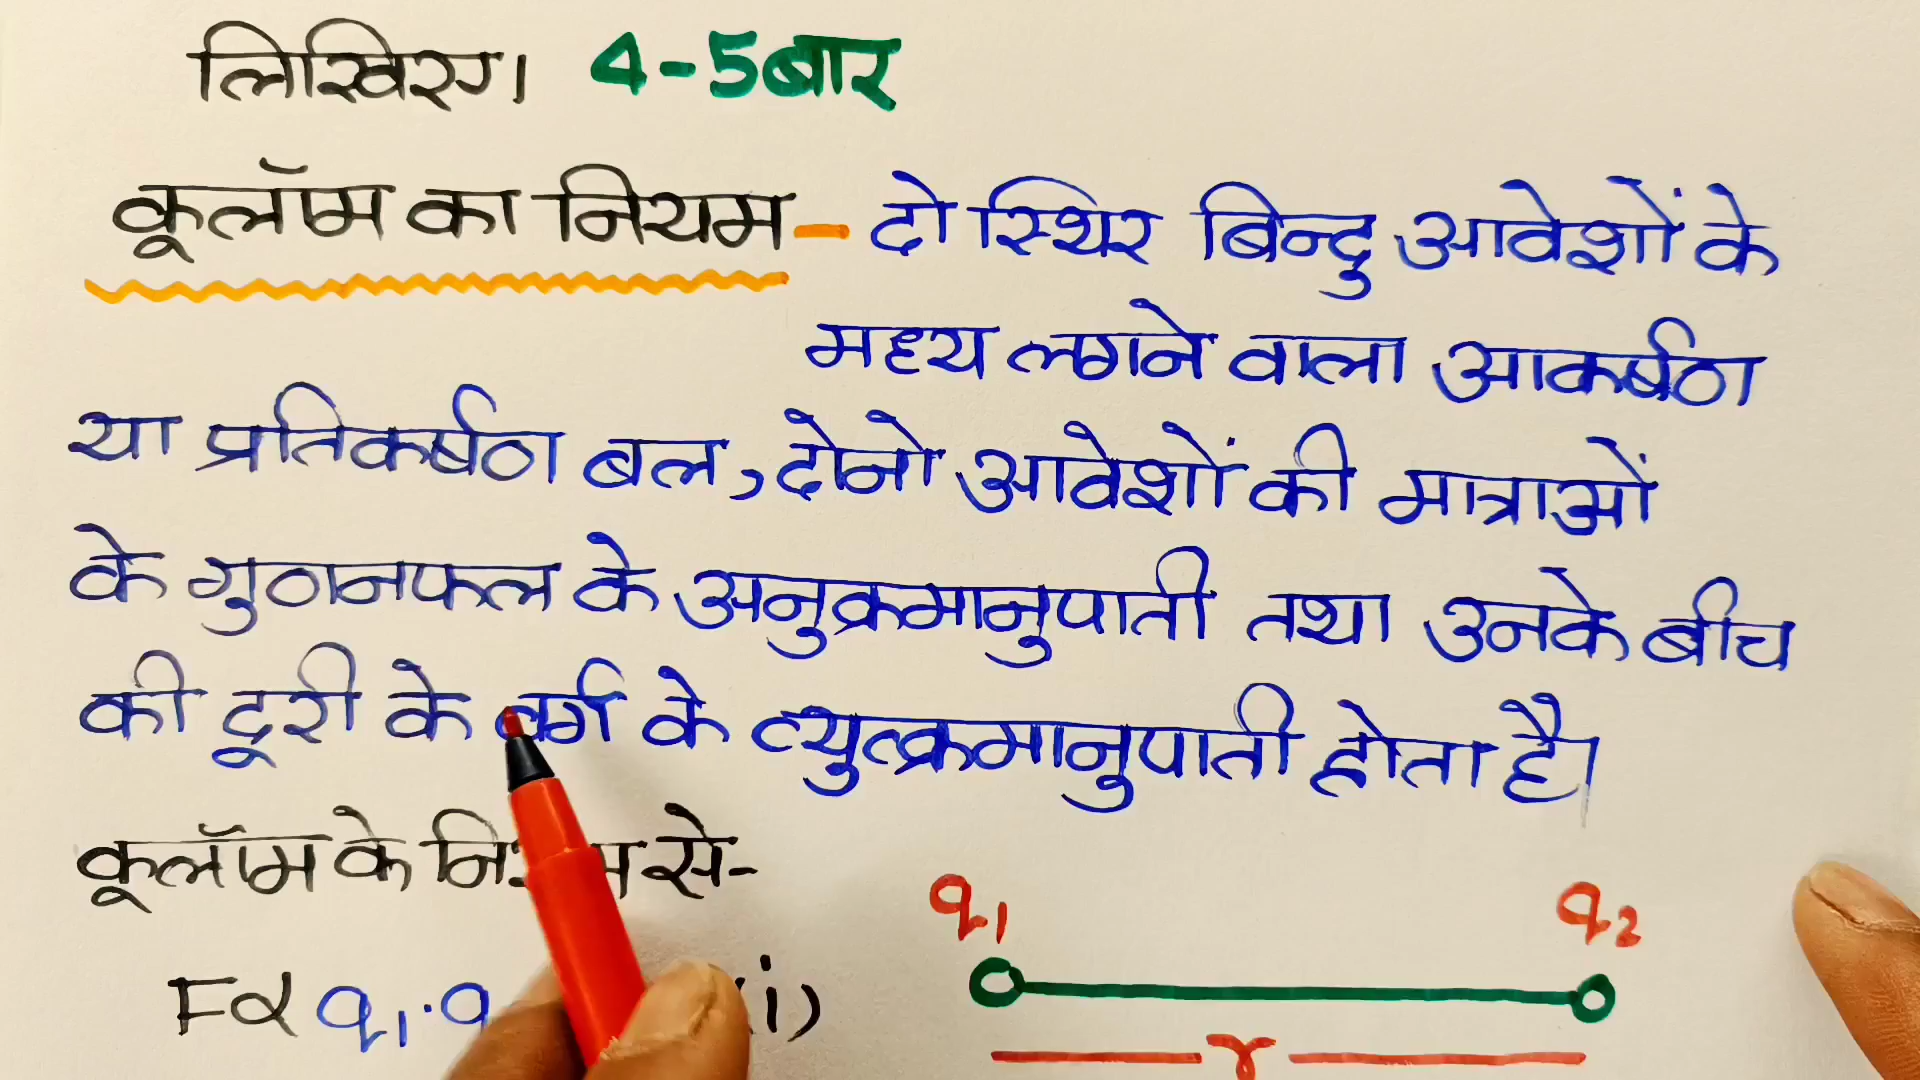 लिखिए। 4-5बार
कूलॉम का नियम- दो स्थिर बिन्दु आवेशों के
मध्य लगने वाला आकर्षण
या प्रतिकर्षण बल, दोनो आवेशों की मात्राओं
के गुणनफल के अनुक्रमानुपाती तथा उनके बीच
की दूरी के वर्ग के व्युत्क्रमानुपाती होता है।
कूलॉम के नियम से-
q₁ q₂
F∝ q₁.q (i)
r